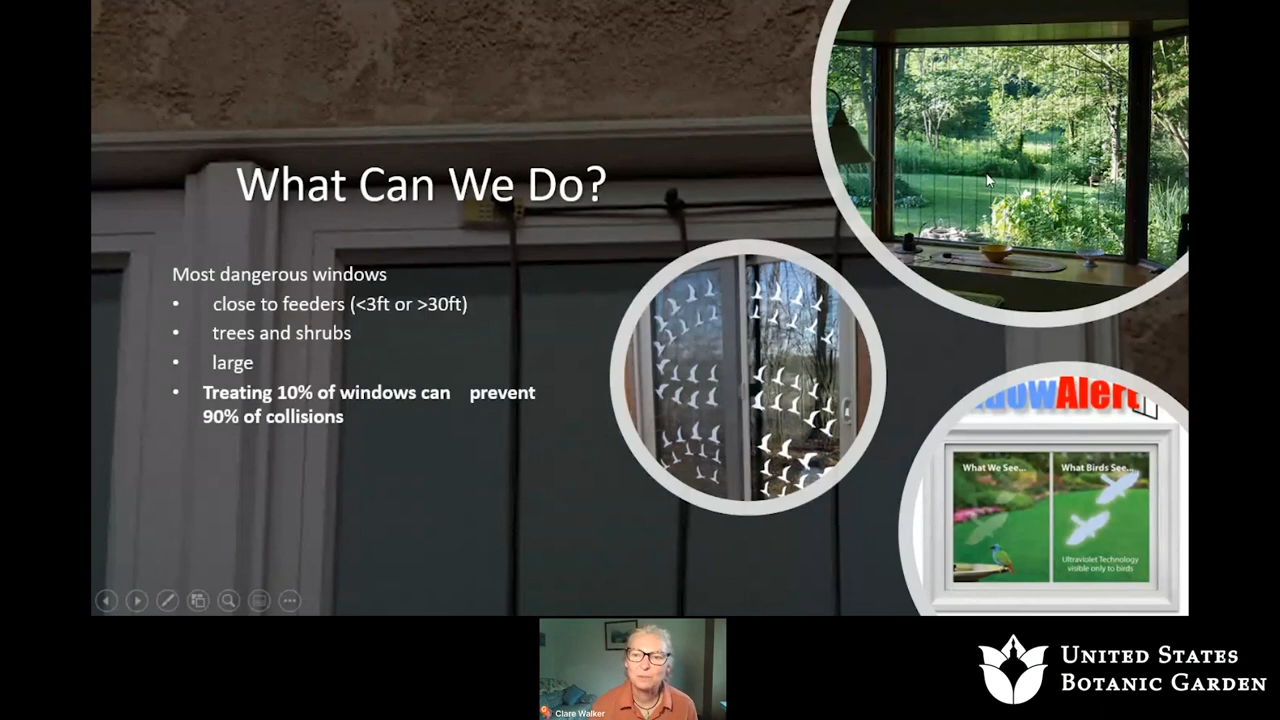 What Can We Do?
Most dangerous windows
• close to feeders (<3ft or >30ft)
• trees and shrubs
• large
• Treating 10% of windows can prevent
90% of collisions
dowAlert
What We See...
What Birds See...
Ultraviolet Technology
visible only to birds
Clare Walker
UNITED STATES
BOTANIC GARDEN